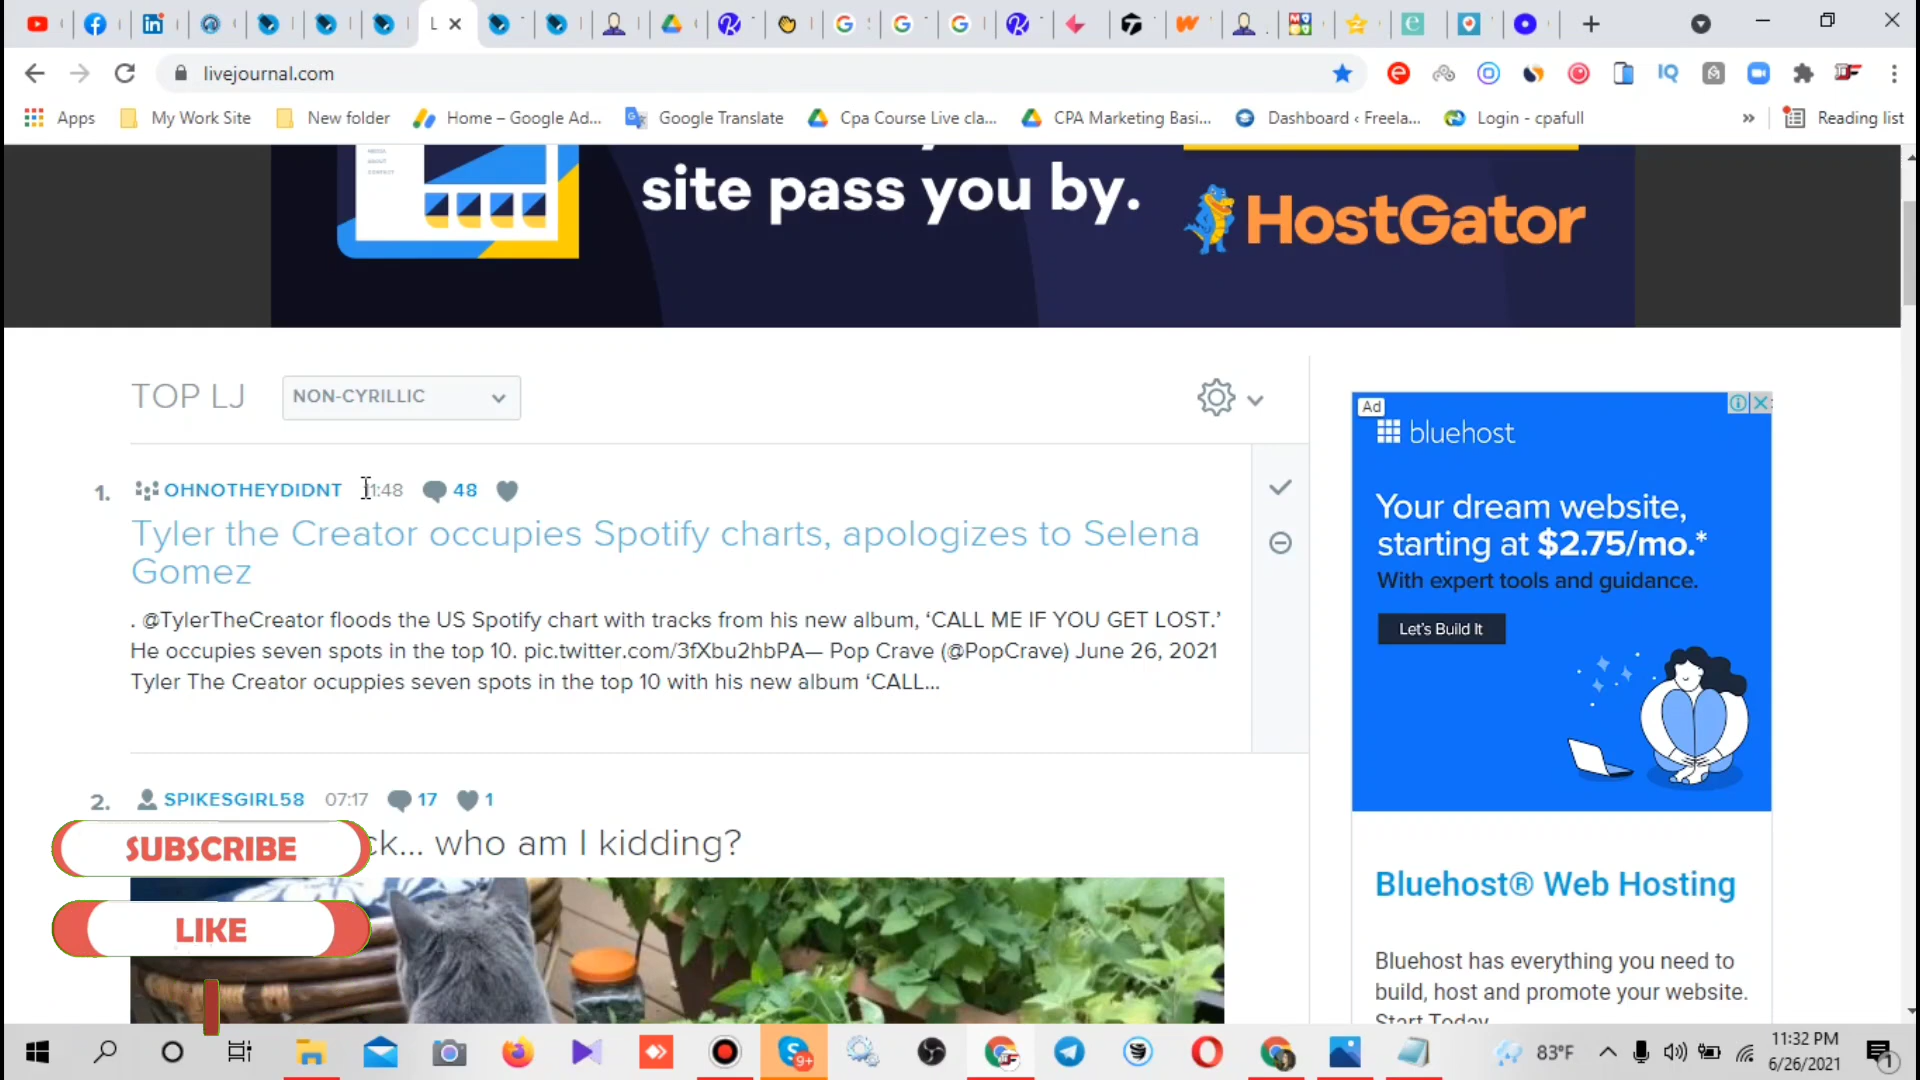 livejournal.com
Apps
My Work Site
New folder
Home – Google Ad...
Google Translate
Cpa Course Live cla...
CPA Marketing Basi...
Dashboard ‹ Freela...
Login - cpafull
Reading list
site pass you by.
HostGator
TOP LJ
NON-CYRILLIC
1. OHNOTHEYDIDNT 11:48 48
Tyler the Creator occupies Spotify charts, apologizes to Selena
Gomez
. @TylerTheCreator floods the US Spotify chart with tracks from his new album, ‘CALL ME IF YOU GET LOST.’
He occupies seven spots in the top 10. pic.twitter.com/3fXbu2hbPA— Pop Crave (@PopCrave) June 26, 2021
Tyler The Creator ocuppies seven spots in the top 10 with his new album ‘CALL...
2. SPIKESGIRL58 07:17 17 1
ck... who am I kidding?
SUBSCRIBE
LIKE
Ad
bluehost
Your dream website,
starting at $2.75/mo.*
With expert tools and guidance.
Let's Build It
Bluehost® Web Hosting
Bluehost has everything you need to
build, host and promote your website.
Start Today
83°F
11:32 PM
6/26/2021